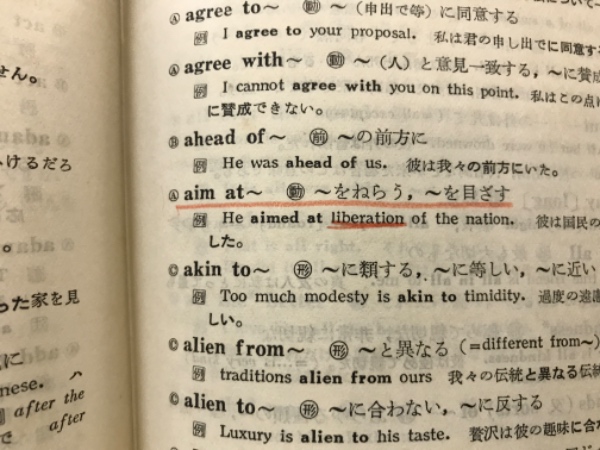 せん。
いけるだろ
。
った家を見
に
nese. ハ
after the
で after
Ⓐ agree to～ 動 ～（申出で等）に同意する
例 I agree to your proposal. 私は君の申し出でに同意する
Ⓐ agree with～ 動 ～（人）と意見一致する，～に賛成
例 I cannot agree with you on this point. 私はこの点に
に賛成できない。
Ⓑ ahead of～ 前 ～の前方に
例 He was ahead of us. 彼は我々の前方にいた。
Ⓐ aim at～ 動 ～をねらう，～を目ざす
例 He aimed at liberation of the nation. 彼は国民の
した。
Ⓒ akin to～ 形 ～に類する，～に等しい，～に近い
例 Too much modesty is akin to timidity. 過度の遠
しい。
Ⓒ alien from～ 形 ～と異なる（=different from～）
例 traditions alien from ours 我々の伝統と異なる伝統
Ⓒ alien to～ 形 ～に合わない，～に反する
例 Luxury is alien to his taste. 贅沢は彼の趣味に合